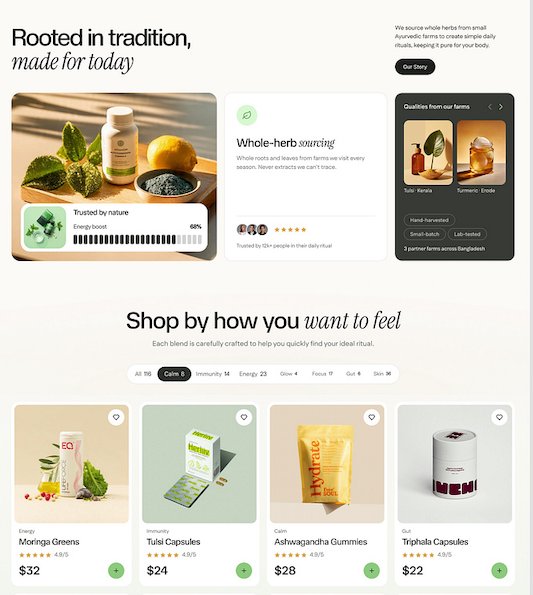 Rooted in tradition,
made for today
We source whole herbs from small
Ayurvedic farms to create simple daily
rituals, keeping it pure for your body.
Our Story
Trusted by nature
Energy boost 68%
Whole-herb sourcing
Whole roots and leaves from farms we visit every
season. Never extracts we can't trace.
Trusted by 12k+ people in their daily ritual
Qualities from our farms
Tulsi · Kerala
Turmeric · Erode
Hand-harvested
Small-batch
Lab-tested
3 partner farms across Bangladesh
Shop by how you want to feel
Each blend is carefully crafted to help you quickly find your ideal ritual.
All 116
Calm 8
Immunity 14
Energy 23
Glow 4
Focus 17
Gut 6
Skin 36
EQ
Energy
Moringa Greens
4.9/5
$32
Immunity
Tulsi Capsules
4.9/5
$24
Hydrate
SOUL
Calm
Ashwagandha Gummies
4.9/5
$28
Gut
Triphala Capsules
4.9/5
$22